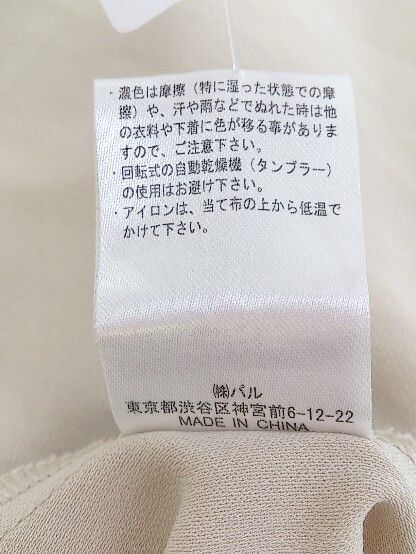 ・濃色は摩擦（特に湿った状態での摩
擦）や、汗や雨などでぬれた時は他
の衣料や下着に色が移る事がありま
すので、ご注意下さい。
・回転式の自動乾燥機（タンブラー）
の使用はお避け下さい。
・アイロンは、当て布の上から低温で
かけて下さい。
㈱パル
東京都渋谷区神宮前6-12-22
MADE IN CHINA